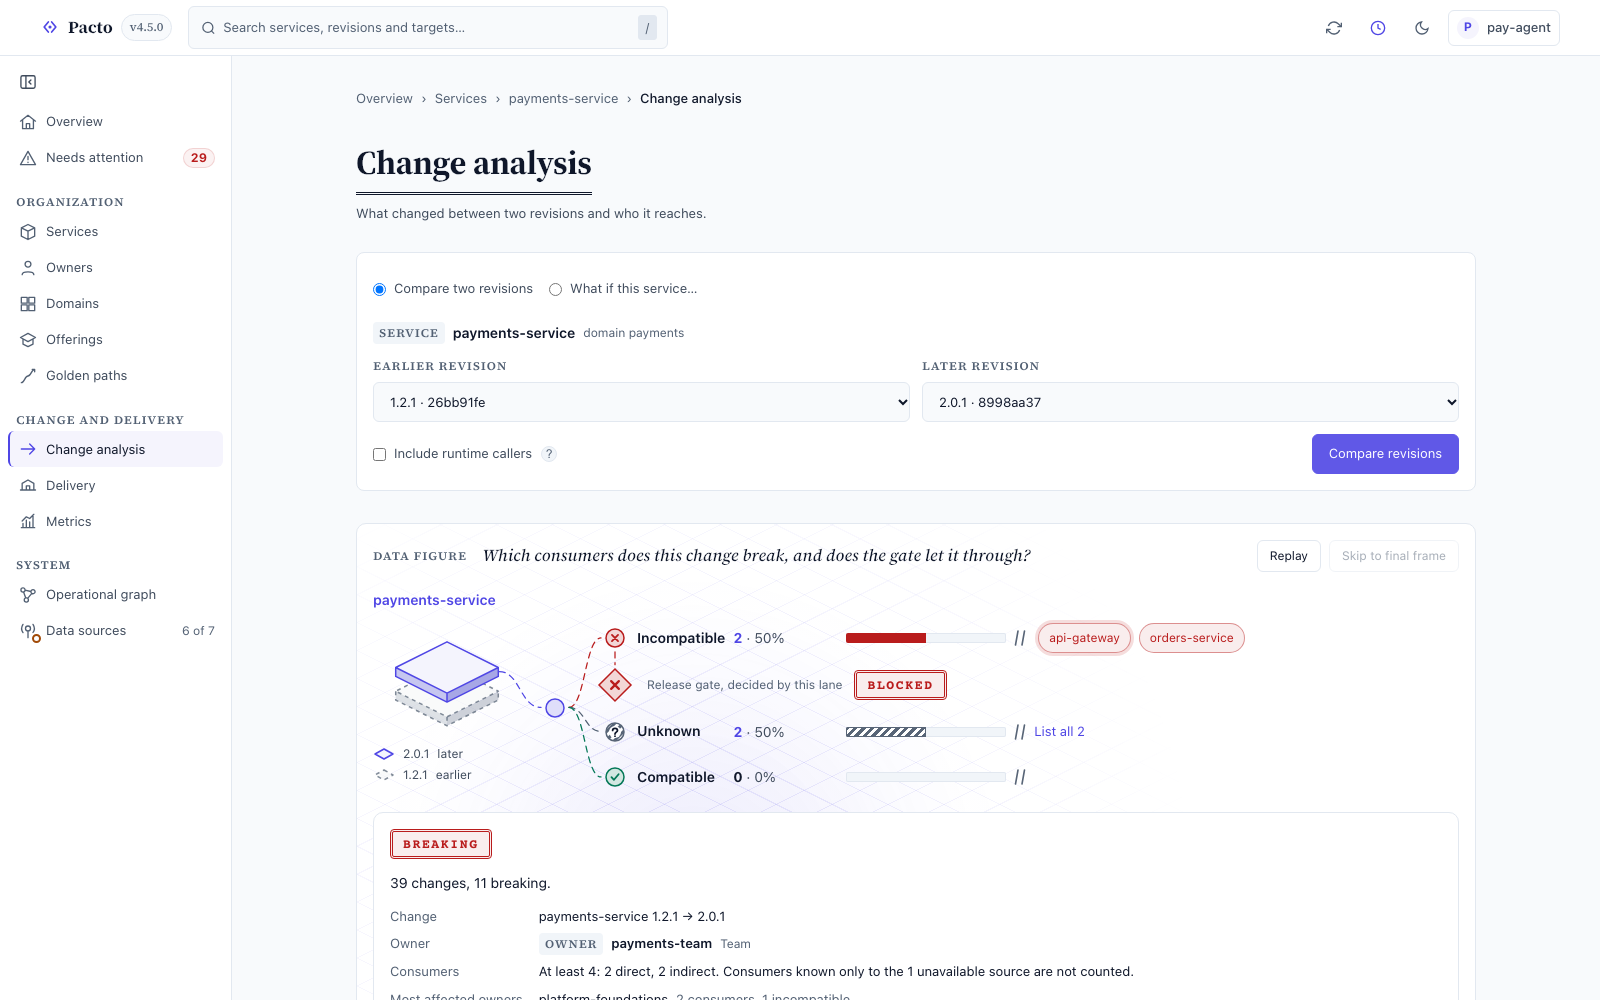 Pacto v4.5.0
Search services, revisions and targets... /
P pay-agent
Overview
Needs attention 29
ORGANIZATION
Services
Owners
Domains
Offerings
Golden paths
CHANGE AND DELIVERY
Change analysis
Delivery
Metrics
SYSTEM
Operational graph
Data sources 6 of 7
Overview › Services › payments-service › Change analysis
Change analysis
What changed between two revisions and who it reaches.
Compare two revisions What if this service...
SERVICE payments-service domain payments
EARLIER REVISION LATER REVISION
1.2.1 · 26bb91fe 2.0.1 · 8998aa37
Include runtime callers ? Compare revisions
DATA FIGURE Which consumers does this change break, and does the gate let it through? Replay Skip to final frame
payments-service
Incompatible 2 · 50% // api-gateway orders-service
Release gate, decided by this lane BLOCKED
? Unknown 2 · 50% // List all 2
2.0.1 later
1.2.1 earlier
Compatible 0 · 0% //
BREAKING
39 changes, 11 breaking.
Change payments-service 1.2.1 → 2.0.1
Owner OWNER payments-team Team
Consumers At least 4: 2 direct, 2 indirect. Consumers known only to the 1 unavailable source are not counted.
Most affected owners platform-foundations 2 consumers, 1 incompatible